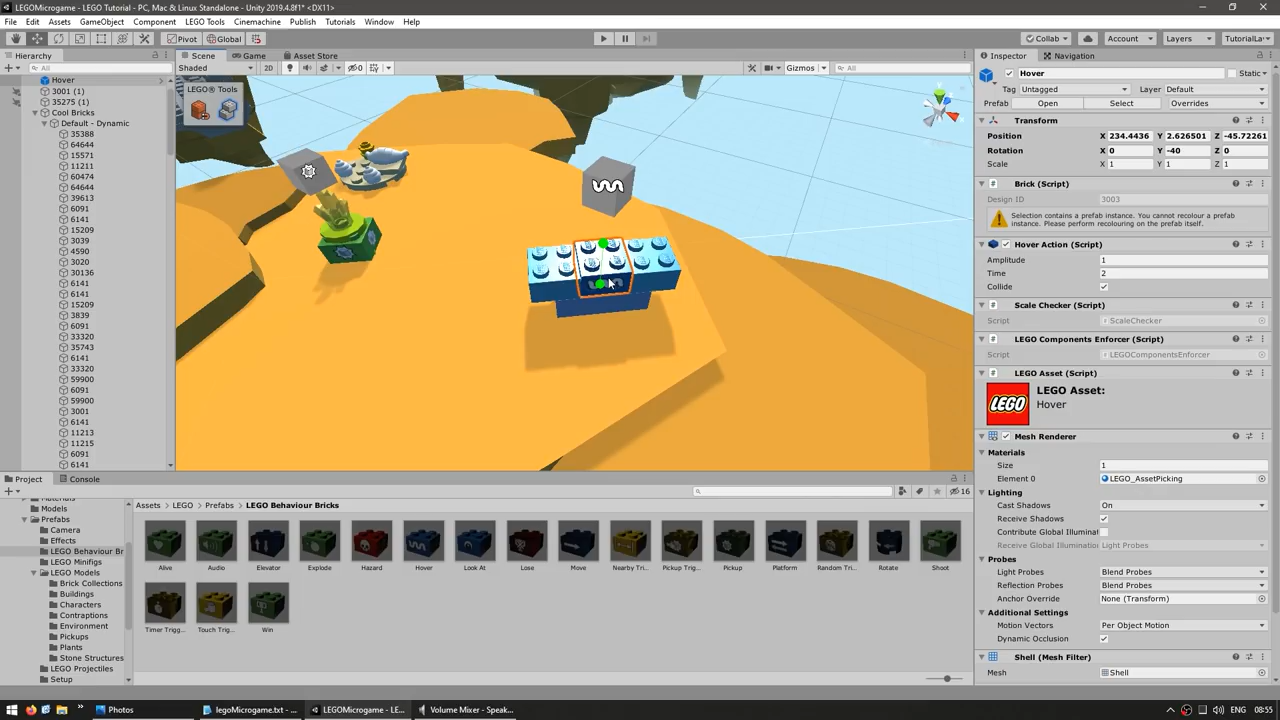 LEGOMicrogame - LEGO Tutorial - PC, Mac & Linux Standalone - Unity 2019.4.8f1* <DX11>
File Edit Assets GameObject Component LEGO Tools Cinemachine Publish Tutorials Window Help
Pivot Global Collab Account Layers TutorialLay
Hierarchy
All
Hover
3001 (1)
35275 (1)
Cool Bricks
Default - Dynamic
35388
64644
15571
11211
60474
64644
39613
6091
6141
15209
3039
4590
3020
30136
6141
6141
15209
3839
6091
33320
35743
6141
33320
59900
6091
59900
3001
6141
11213
11215
6091
6141
Scene Game Asset Store
Shaded 2D 0 Gizmos All
LEGO® Tools
Inspector Navigation
Hover Static
Tag Untagged Layer Default
Prefab Open Select Overrides
Transform
Position X 234.4436 Y 2.626501 Z -45.72261
Rotation X 0 Y -40 Z 0
Scale X 1 Y 1 Z 1
Brick (Script)
Design ID 3003
Selection contains a prefab instance. You cannot recolour a prefab instance. Please perform recolouring on the prefab itself.
Hover Action (Script)
Amplitude 1
Time 2
Collide
Scale Checker (Script)
Script ScaleChecker
LEGO Components Enforcer (Script)
Script LEGOComponentsEnforcer
LEGO Asset (Script)
LEGO
LEGO Asset:
Hover
Mesh Renderer
Materials
Size 1
Element 0 LEGO_AssetPicking
Lighting
Cast Shadows On
Receive Shadows
Contribute Global Illuminat
Receive Global Illumination Light Probes
Probes
Light Probes Blend Probes
Reflection Probes Blend Probes
Anchor Override None (Transform)
Additional Settings
Motion Vectors Per Object Motion
Dynamic Occlusion
Shell (Mesh Filter)
Mesh Shell
Project Console
16
Materials
Models
Prefabs
Camera
Effects
LEGO Behaviour Br
LEGO Minifigs
LEGO Models
Brick Collections
Buildings
Characters
Contraptions
Environment
Pickups
Plants
Stone Structures
LEGO Projectiles
Setup
Assets > LEGO > Prefabs > LEGO Behaviour Bricks
Alive Audio Elevator Explode Hazard Hover Look At Lose Move Nearby Tri... Pickup Trig... Pickup Platform Random Tri... Rotate Shoot
Timer Trigg... Touch Trig... Win
Photos legoMicrogame.txt - ... LEGOMicrogame - LE... Volume Mixer - Speak... ENG 08:55